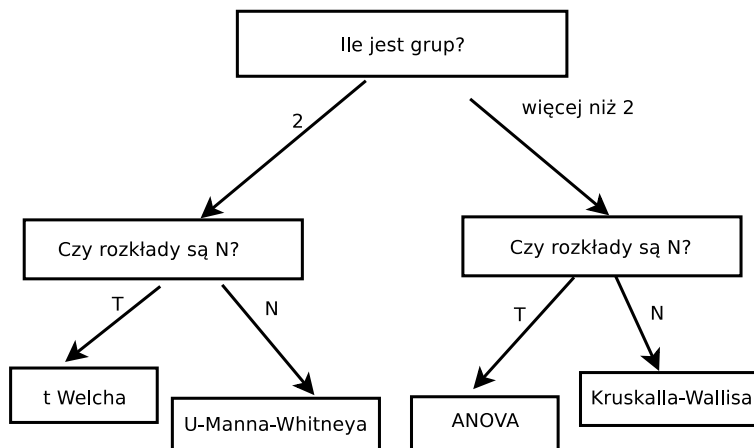 Ile jest grup?
2
więcej niż 2
Czy rozkłady są N?
Czy rozkłady są N?
T
N
T
N
t Welcha
U-Manna-Whitneya
ANOVA
Kruskalla-Wallisa